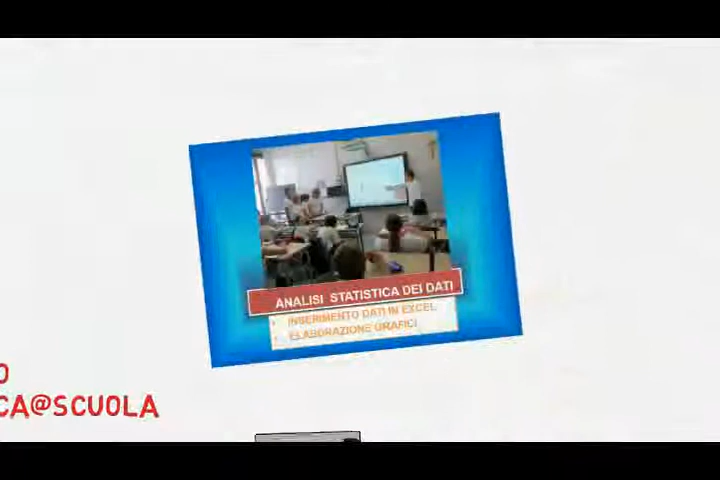 ANALISI STATISTICA DEI DATI
• INSERIMENTO DATI IN EXCEL
• ELABORAZIONE GRAFICI
O
CA@SCUOLA